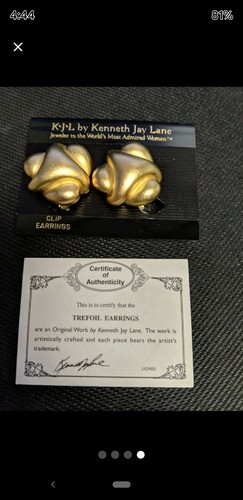 4:44
81%
K·J·L by Kenneth Jay Lane
Jeweler to the World's Most Admired Women™
CLIP
EARRINGS
Certificate
of
Authenticity
This is to certify that the
TREFOIL EARRINGS
are an Original Work by Kenneth Jay Lane. The work is
artistically crafted and each piece bears the artist's
trademark.